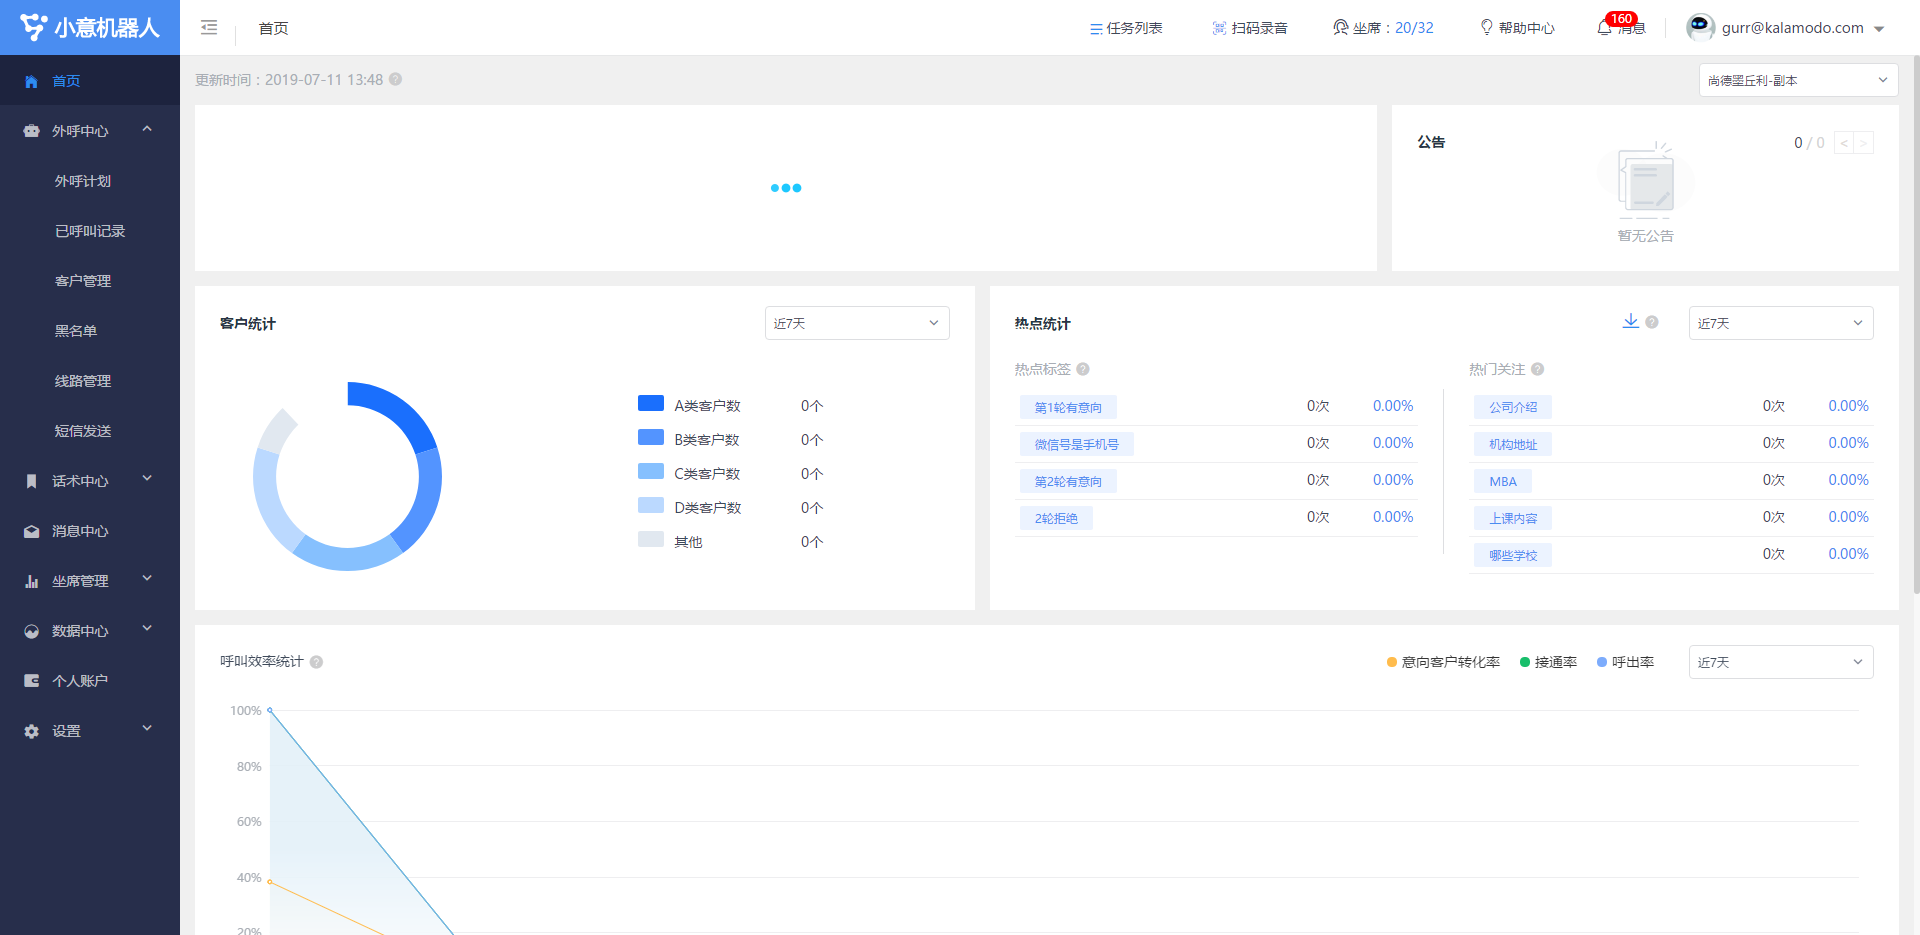 小意机器人
首页
任务列表
扫码录音
坐席：20/32
帮助中心
160
消息
gurr@kalamodo.com
首页
外呼中心
外呼计划
已呼叫记录
客户管理
黑名单
线路管理
短信发送
话术中心
消息中心
坐席管理
数据中心
个人账户
设置
更新时间：2019-07-11 13:48
尚德墨丘利-副本
公告
0 / 0
< >
暂无公告
客户统计
近7天
A类客户数 0个
B类客户数 0个
C类客户数 0个
D类客户数 0个
其他 0个
热点统计
近7天
热点标签
第1轮有意向 0次 0.00%
微信号是手机号 0次 0.00%
第2轮有意向 0次 0.00%
2轮拒绝 0次 0.00%
热门关注
公司介绍 0次 0.00%
机构地址 0次 0.00%
MBA 0次 0.00%
上课内容 0次 0.00%
哪些学校 0次 0.00%
呼叫效率统计
意向客户转化率 接通率 呼出率
近7天
100%
80%
60%
40%
20%